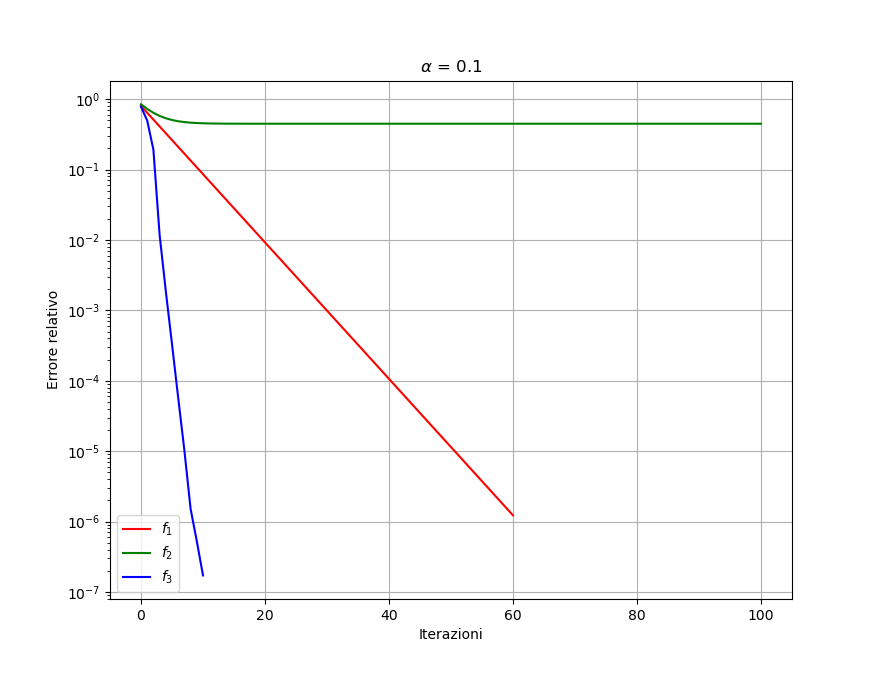 α = 0.1
Errore relativo
10⁰
10⁻¹
10⁻²
10⁻³
10⁻⁴
10⁻⁵
10⁻⁶
10⁻⁷
f₁
f₂
f₃
0 20 40 60 80 100
Iterazioni